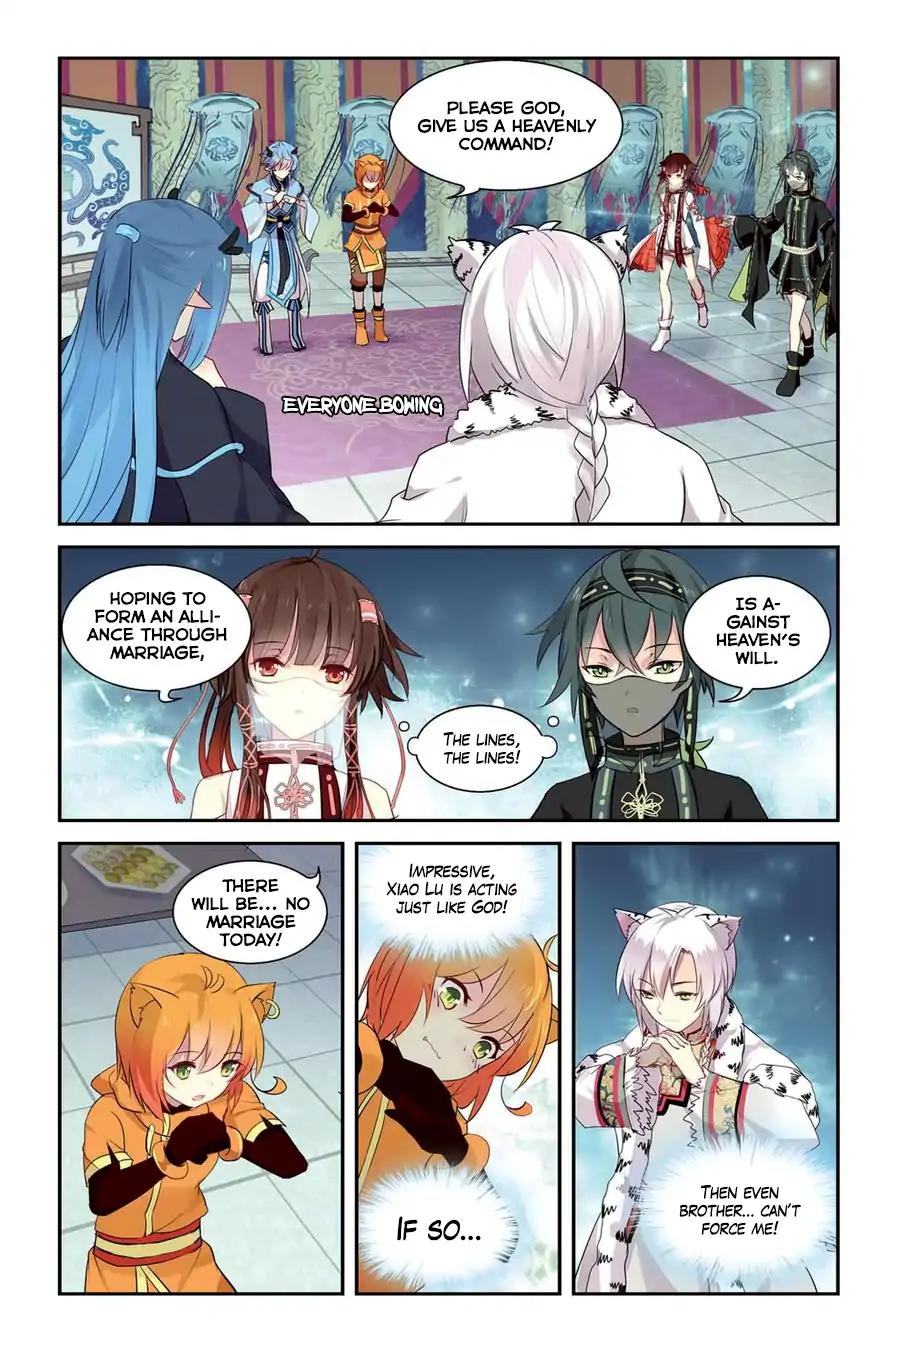 PLEASE GOD,
GIVE US A HEAVENLY
COMMAND!
EVERYONE BOWING
HOPING TO
FORM AN ALLI-
ANCE THROUGH
MARRIAGE,
THE LINES,
THE LINES!
IS A-
GAINST
HEAVEN'S
WILL.
THERE
WILL BE... NO
MARRIAGE
TODAY!
IMPRESSIVE,
XIAO LU IS ACTING
JUST LIKE GOD!
IF SO...
THEN EVEN
BROTHER... CAN'T
FORCE ME!